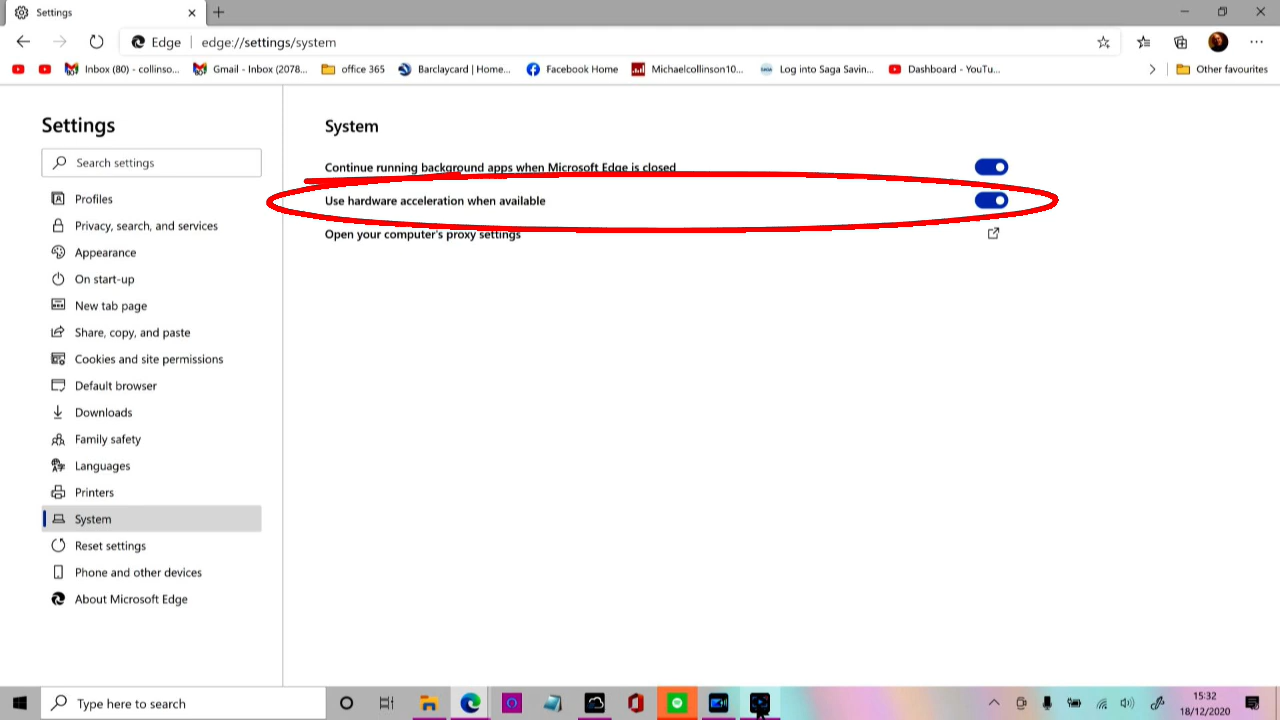 Settings
Edge
edge://settings/system
Inbox (80) - collinso...
Gmail - Inbox (2078...
office 365
Barclaycard | Home...
Facebook Home
Michaelcollinson10...
Log into Saga Savin...
Dashboard - YouTu...
Other favourites
Settings
Search settings
Profiles
Privacy, search, and services
Appearance
On start-up
New tab page
Share, copy, and paste
Cookies and site permissions
Default browser
Downloads
Family safety
Languages
Printers
System
Reset settings
Phone and other devices
About Microsoft Edge
System
Continue running background apps when Microsoft Edge is closed
Use hardware acceleration when available
Open your computer's proxy settings
Type here to search
15:32
18/12/2020